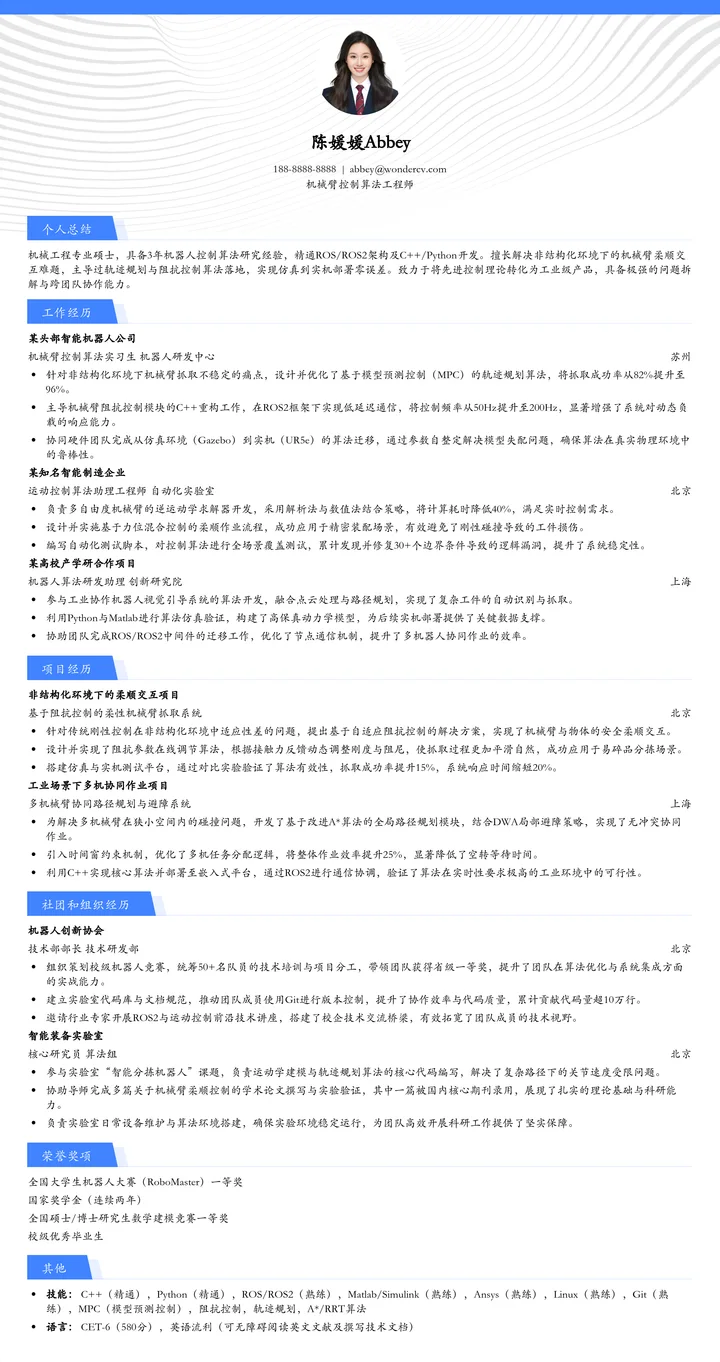 陈媛媛Abbey
188-8888-8888 | abbey@wondercv.com
机械臂控制算法工程师
个人总结
机械工程专业硕士，具备3年机器人控制算法研究经验，精通ROS/ROS2架构及C++/Python开发。擅长解决非结构化环境下的机械臂柔顺交
互难题，主导过轨迹规划与阻抗控制算法落地，实现仿真到实机部署零误差。致力于将先进控制理论转化为工业级产品，具备极强的问题拆
解与跨团队协作能力。
工作经历
某头部智能机器人公司
机械臂控制算法实习生 机器人研发中心 苏州
• 针对非结构化环境下机械臂抓取不稳定的痛点，设计并优化了基于模型预测控制（MPC）的轨迹规划算法，将抓取成功率从82%提升至
96%。
• 主导机械臂阻抗控制模块的C++重构工作，在ROS框架下实现低延迟通信，将控制频率从50Hz提升至200Hz，显著增强了系统对动态负
载的响应能力。
• 协同硬件团队完成从仿真环境（Gazebo）到实机（UR5e）的算法迁移，通过参数自整定解决模型失配问题，确保算法在真实物理环境中
的鲁棒性。
某知名智能制造企业
运动控制算法助理工程师 自动化实验室 北京
• 负责多自由度机械臂的逆运动学求解器开发，采用解析法与数值法结合策略，将计算耗时降低40%，满足实时控制需求。
• 设计并实施基于力位混合控制的柔顺作业流程，成功应用于精密装配场景，有效避免了刚性碰撞导致的工件损伤。
• 编写自动化测试脚本，对控制算法进行全场景覆盖测试，累计发现并修复30+个边界条件导致的逻辑漏洞，提升了系统稳定性。
某高校产学研合作项目
机器人算法研发助理 创新研究院 上海
• 参与工业协作机器人视觉引导系统的算法开发，融合点云处理与路径规划，实现了复杂工件的自动识别与抓取。
• 利用Python与Matlab进行算法仿真验证，构建了高保真动力学模型，为后续实机部署提供了关键数据支撑。
• 协助团队完成ROS/ROS2中间件的迁移工作，优化了节点通信机制，提升了多机器人协同作业的效率。
项目经历
非结构化环境下的柔顺交互项目
基于阻抗控制的柔性机械臂抓取系统 北京
• 针对传统刚性控制在非结构化环境中适应性差的问题，提出基于自适应阻抗控制的解决方案，实现了机械臂与物体的安全柔顺交互。
• 设计并实现了阻抗参数在线调节算法，根据接触力反馈动态调整刚度与阻尼，使抓取过程更加平滑自然，成功应用于易碎品分拣场景。
• 搭建仿真与实机测试平台，通过对比实验验证了算法有效性，抓取成功率提升15%，系统响应时间缩短20%。
工业场景下多机协同作业项目
多机械臂协同路径规划与避障系统 上海
• 为解决多机械臂在狭小空间内的碰撞问题，开发了基于改进A*算法的全局路径规划模块，结合DWA局部避障策略，实现了无冲突协同
作业。
• 引入时间窗约束机制，优化了多机任务分配逻辑，将整体作业效率提升25%，显著降低了空转等待时间。
• 利用C++实现核心算法并部署至嵌入式平台，通过ROS2进行通信协调，验证了算法在实时性要求极高的工业环境中的可行性。
社团和组织经历
机器人创新协会
技术部部长 技术研发部 北京
• 组织策划校级机器人竞赛，统筹50+名队员的技术培训与项目分工，带领团队获得省级一等奖，提升了团队在算法优化与系统集成方面
的实战能力。
• 建立实验室代码库与文档规范，推动团队成员使用Git进行版本控制，提升了协作效率与代码质量，累计贡献代码量超10万行。
• 邀请行业专家开展ROS2与运动控制前沿技术讲座，搭建了校企技术交流桥梁，有效拓宽了团队成员的技术视野。
智能装备实验室
核心研究员 算法组 北京
• 参与实验室“智能分拣机器人”课题，负责运动学建模与轨迹规划算法的核心代码编写，解决了复杂路径下的关节速度受限问题。
• 协助导师完成多篇关于机械臂柔顺控制的学术论文撰写与实验验证，其中一篇被国内核心期刊录用，展现了扎实的理论基础与科研能
力。
• 负责实验室日常设备维护与算法环境搭建，确保实验环境稳定运行，为团队高效开展科研工作提供了坚实保障。
荣誉奖项
全国大学生机器人大赛（RoboMaster）一等奖
国家奖学金（连续两年）
全国硕士/博士研究生数学建模竞赛一等奖
校级优秀毕业生
其他
• 技能： C++（精通），Python（精通），ROS/ROS2（熟练），Matlab/Simulink（熟练），Ansys（熟练），Linux（熟练），Git（熟
练），MPC（模型预测控制），阻抗控制，轨迹规划，A*/RRT算法
• 语言： CET-6（580分），英语流利（可无障碍阅读英文文献及撰写技术文档）